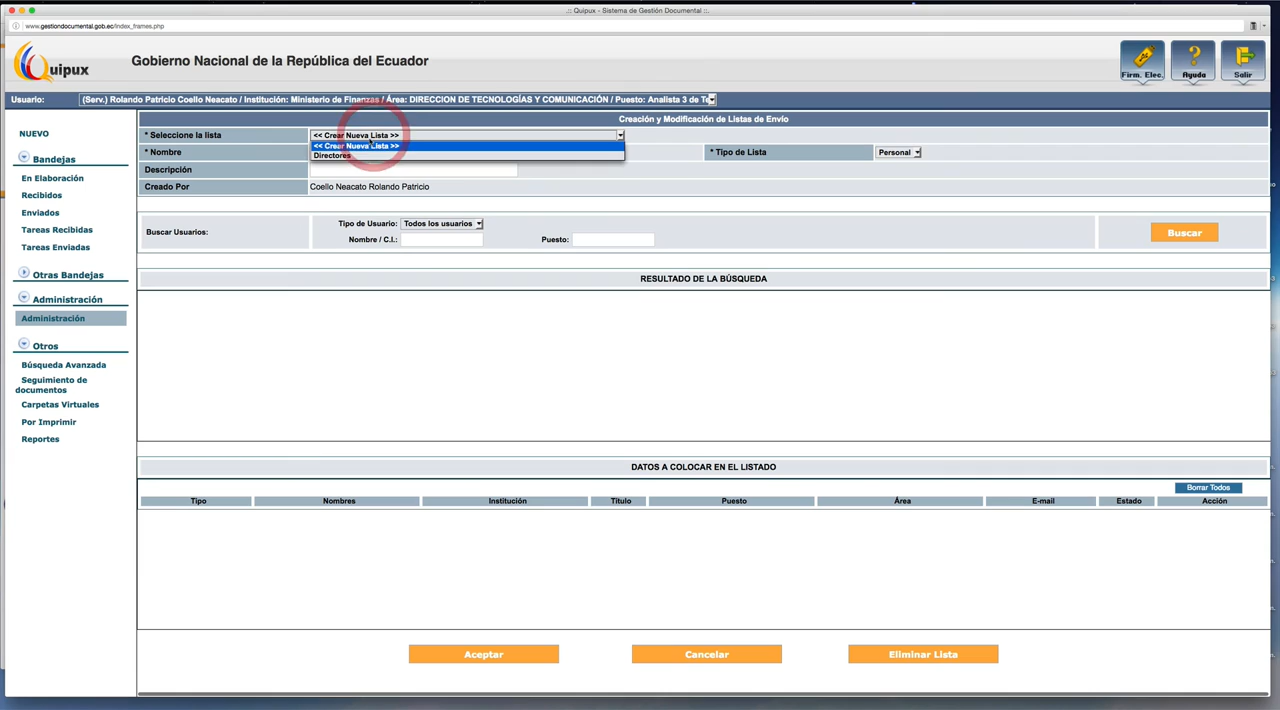 .:: Quipux - Sistema de Gestión Documental ::.
www.gestiondocumental.gob.ec/index_frames.php
Quipux
Gobierno Nacional de la República del Ecuador
Firm. Elec.
Ayuda
Salir
Usuario:
(Serv.) Rolando Patricio Coello Neacato / Institución: Ministerio de Finanzas / Área: DIRECCION DE TECNOLOGÍAS Y COMUNICACIÓN / Puesto: Analista 3 de Te
NUEVO
Bandejas
En Elaboración
Recibidos
Enviados
Tareas Recibidas
Tareas Enviadas
Otras Bandejas
Administración
Administración
Otros
Búsqueda Avanzada
Seguimiento de
documentos
Carpetas Virtuales
Por Imprimir
Reportes
Creación y Modificación de Listas de Envío
* Seleccione la lista
<< Crear Nueva Lista >>
<< Crear Nueva Lista >>
Directores
* Nombre
* Tipo de Lista
Personal
Descripción
Creado Por
Coello Neacato Rolando Patricio
Buscar Usuarios:
Tipo de Usuario:
Todos los usuarios
Nombre / C.I.:
Puesto:
Buscar
RESULTADO DE LA BÚSQUEDA
DATOS A COLOCAR EN EL LISTADO
Borrar Todos
Tipo
Nombres
Institución
Título
Puesto
Área
E-mail
Estado
Acción
Aceptar
Cancelar
Eliminar Lista